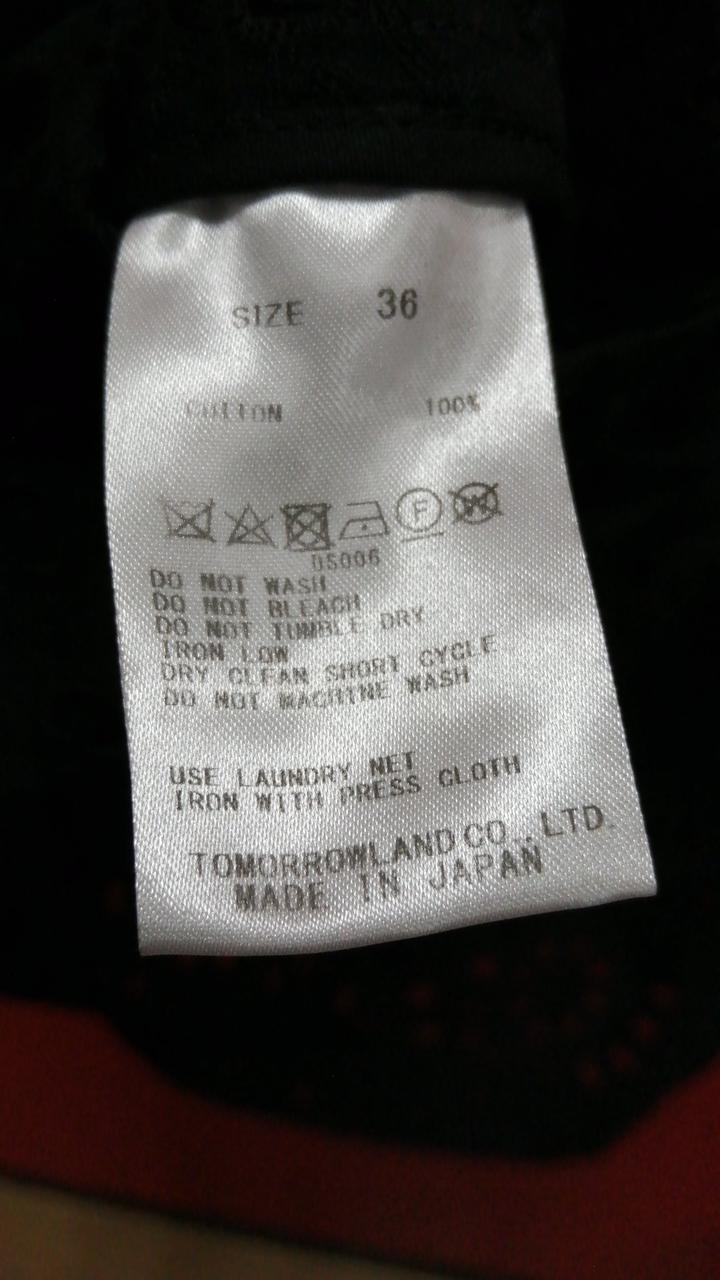 SIZE 36
COTTON 100%
F W
DS006
DO NOT WASH
DO NOT BLEACH
DO NOT TUMBLE DRY
IRON LOW
DRY CLEAN SHORT CYCLE
DO NOT MACHINE WASH
USE LAUNDRY NET
IRON WITH PRESS CLOTH
TOMORROWLAND CO., LTD.
MADE IN JAPAN